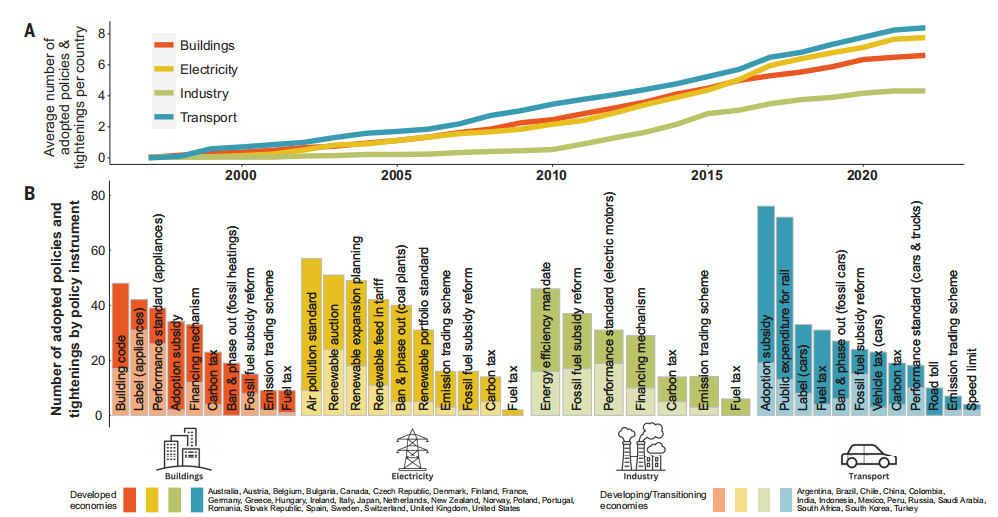 A
Average number of
adopted policies &
tightenings per country
8
6
4
2
0
Buildings
Electricity
Industry
Transport
2000
2005
2010
2015
2020
B
Number of adopted policies and
tightenings by policy instrument
80
60
40
20
0
Building code
Label (appliances)
Performance standard (appliances)
Adoption subsidy
Financing mechanism
Carbon tax
Ban & phase out (fossil heatings)
Fossil fuel subsidy reform
Emission trading scheme
Fuel tax
Air pollution standard
Renewable auction
Renewable expansion planning
Renewable feed in tariff
Ban & phase out (coal plants)
Renewable portfolio standard
Emission trading scheme
Fossil fuel subsidy reform
Carbon tax
Fuel tax
Energy efficiency mandate
Fossil fuel subsidy reform
Performance standard (electric motors)
Financing mechanism
Carbon tax
Emission trading scheme
Fuel tax
Adoption subsidy
Public expenditure for rail
Label (cars)
Fuel tax
Ban & phase out (fossil cars)
Fossil fuel subsidy reform
Vehicle tax (cars)
Carbon tax
Performance standard (cars & trucks)
Road toll
Emission trading scheme
Speed limit
Buildings
Electricity
Industry
Transport
Developed
economies
Australia, Austria, Belgium, Bulgaria, Canada, Czech Republic, Denmark, Finland, France,
Germany, Greece, Hungary, Ireland, Italy, Japan, Netherlands, New Zealand, Norway, Poland, Portugal,
Romania, Slovak Republic, Spain, Sweden, Switzerland, United Kingdom, United States
Developing/Transitioning
economies
Argentina, Brazil, Chile, China, Colombia,
India, Indonesia, Mexico, Peru, Russia, Saudi Arabia,
South Africa, South Korea, Turkey